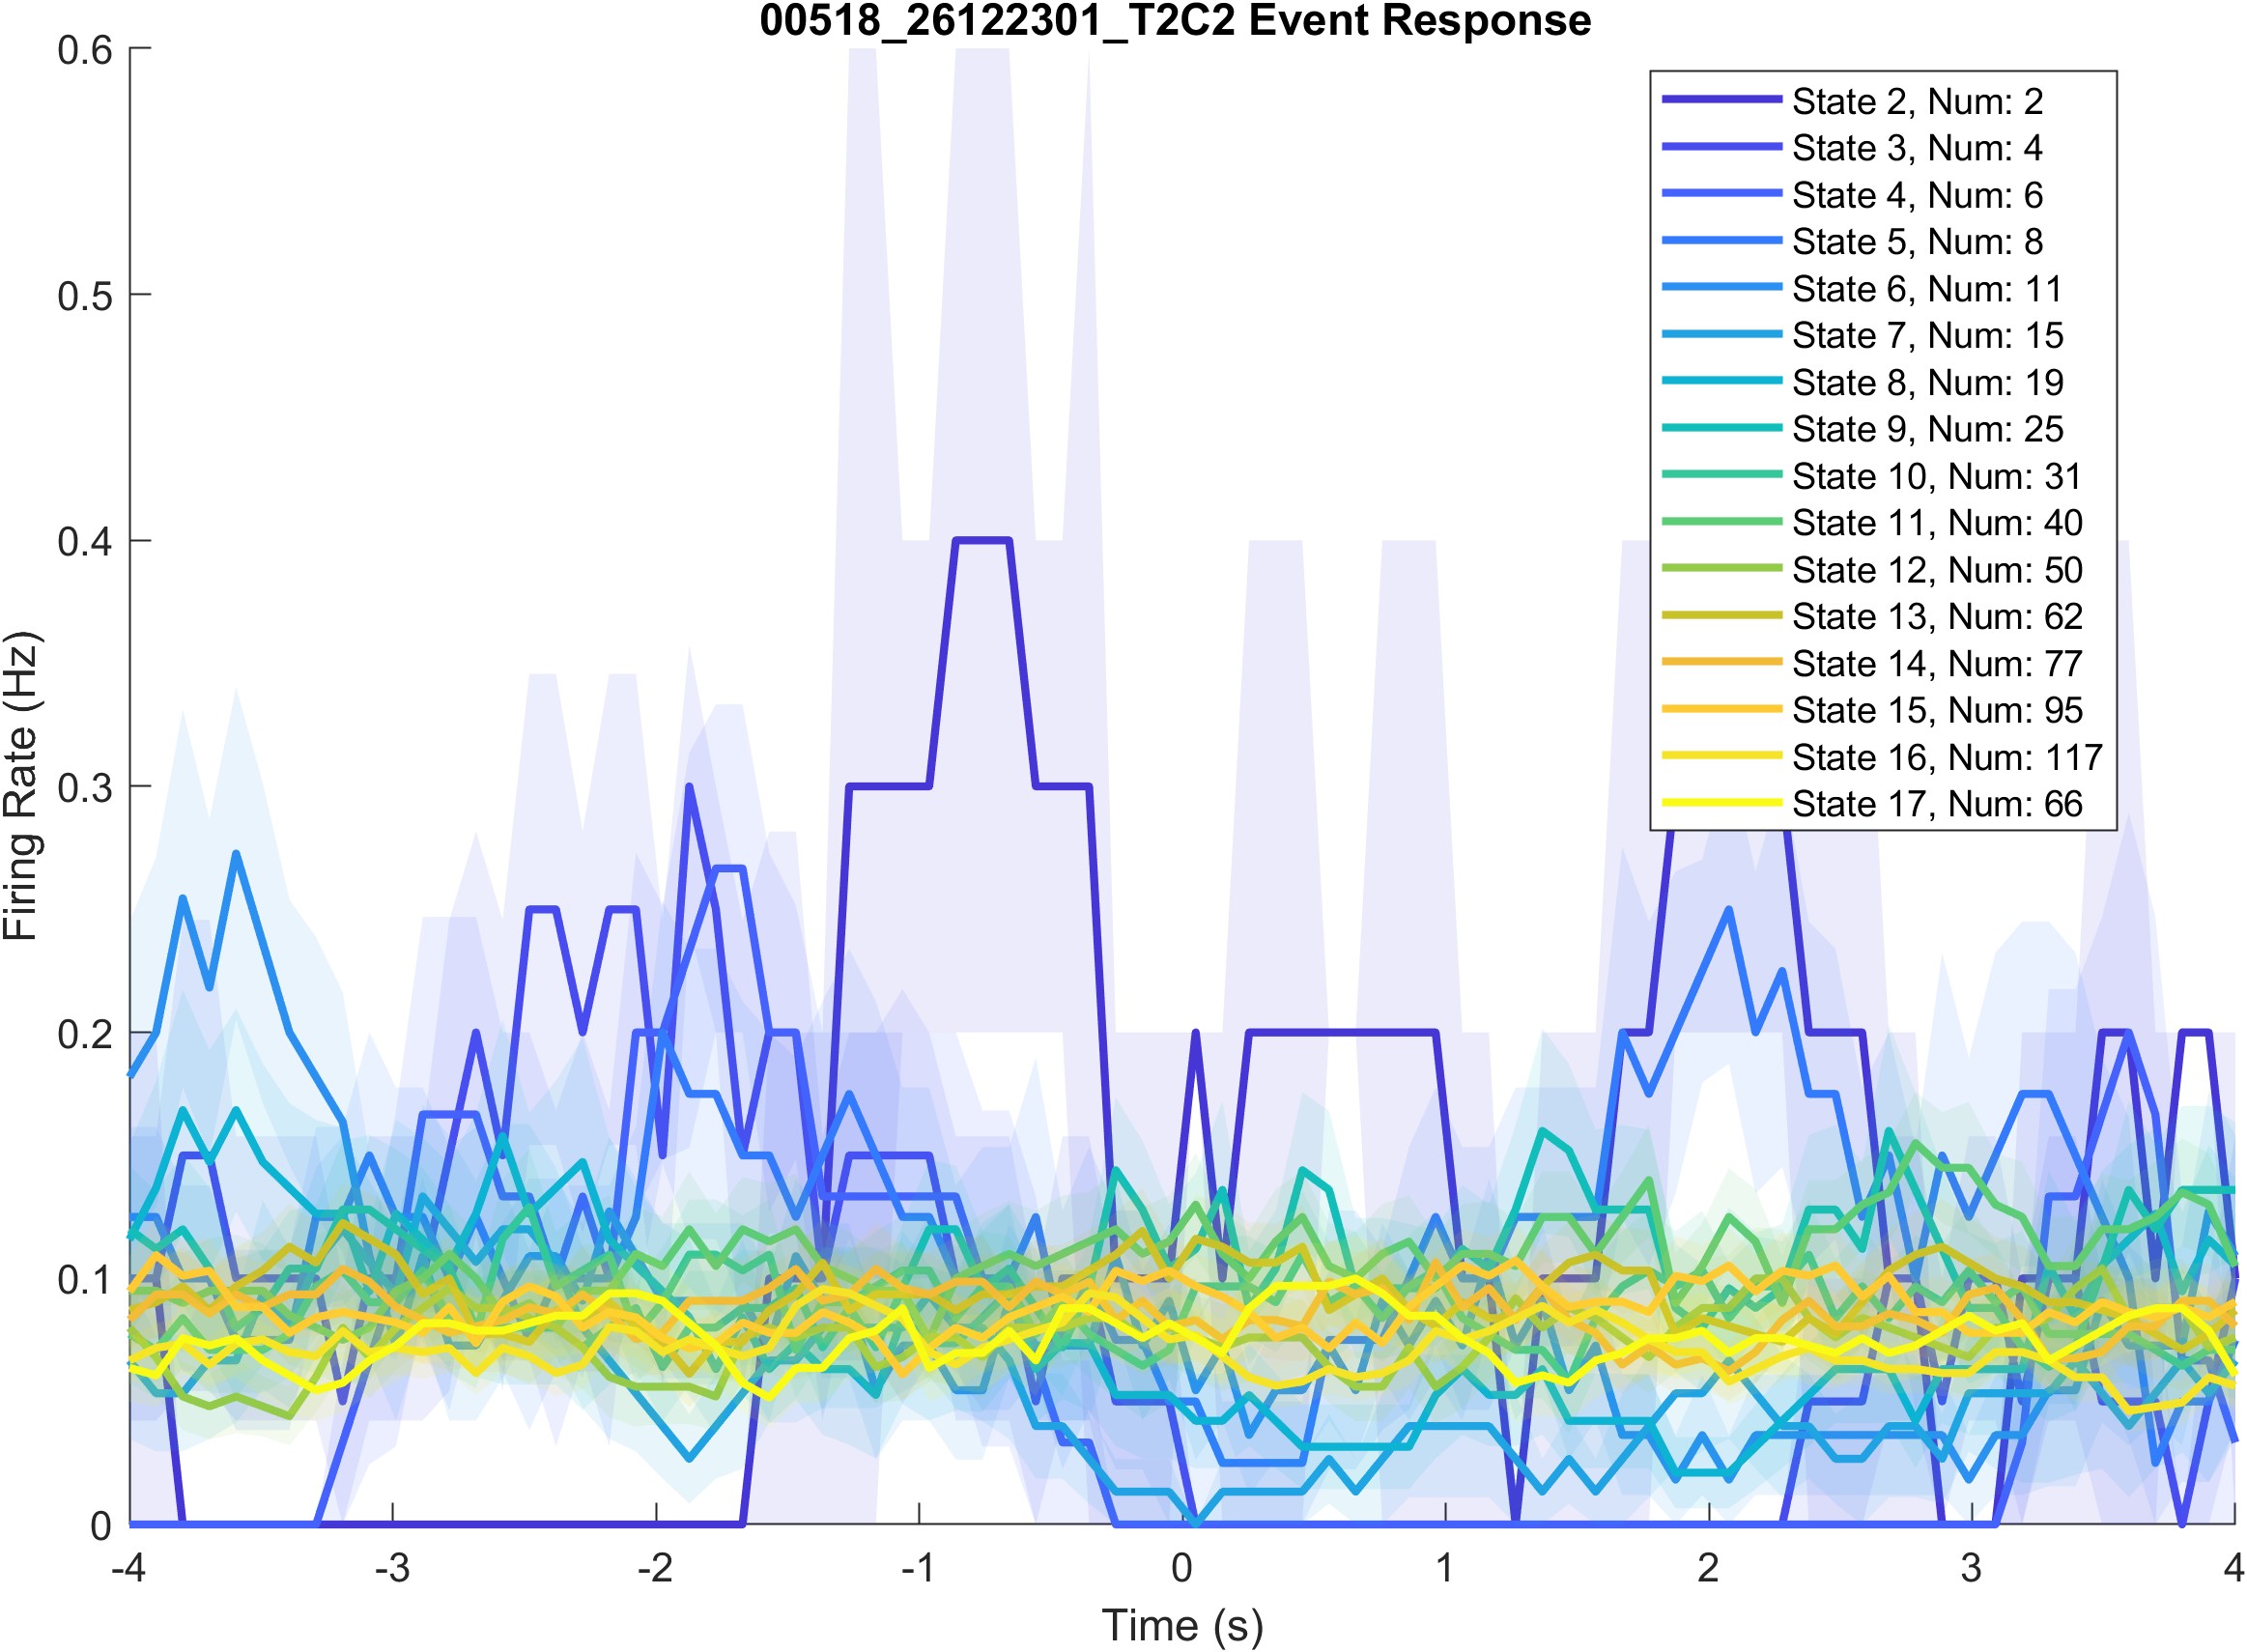 00518_26122301_T2C2 Event Response
0.6
0.5
0.4
0.3
0.2
0.1
0
Firing Rate (Hz)
-4
-3
-2
-1
0
1
2
3
4
Time (s)
State 2, Num: 2
State 3, Num: 4
State 4, Num: 6
State 5, Num: 8
State 6, Num: 11
State 7, Num: 15
State 8, Num: 19
State 9, Num: 25
State 10, Num: 31
State 11, Num: 40
State 12, Num: 50
State 13, Num: 62
State 14, Num: 77
State 15, Num: 95
State 16, Num: 117
State 17, Num: 66